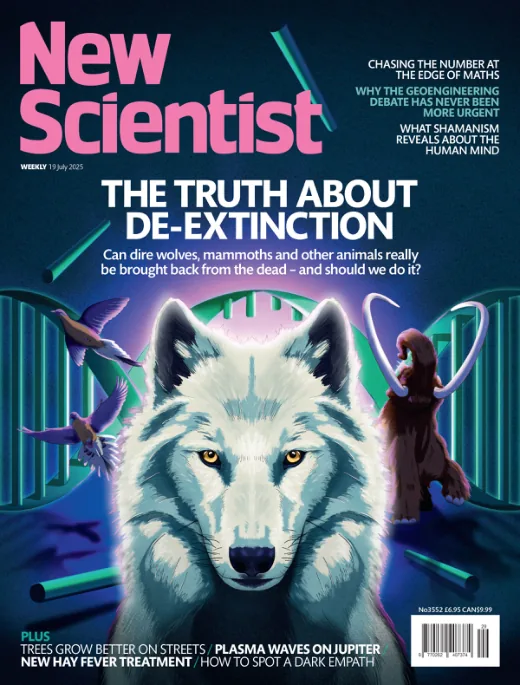 New
Scientist
WEEKLY 19 July 2025
CHASING THE NUMBER AT
THE EDGE OF MATHS
WHY THE GEOENGINEERING
DEBATE HAS NEVER BEEN
MORE URGENT
WHAT SHAMANISM
REVEALS ABOUT THE
HUMAN MIND
THE TRUTH ABOUT
DE-EXTINCTION
Can dire wolves, mammoths and other animals really
be brought back from the dead – and should we do it?
No3552 £6.95 CAN$9.99
PLUS
TREES GROW BETTER ON STREETS / PLASMA WAVES ON JUPITER
NEW HAY FEVER TREATMENT / HOW TO SPOT A DARK EMPATH